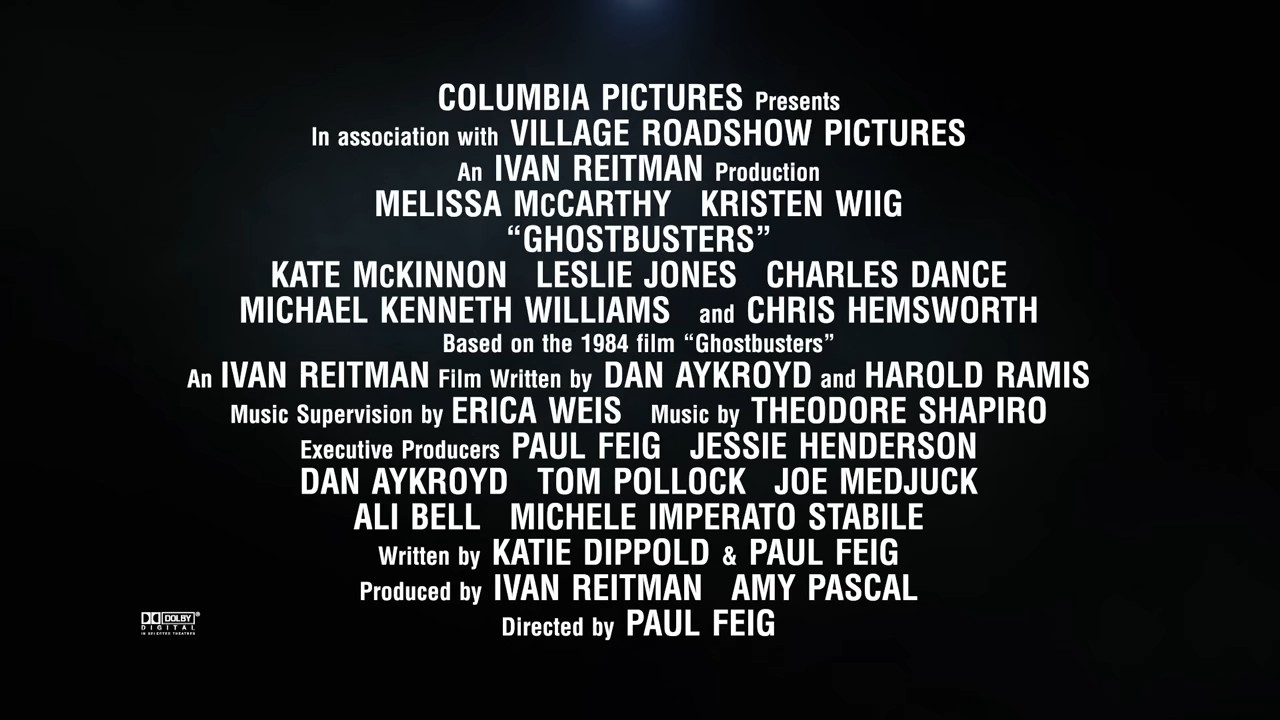 COLUMBIA PICTURES Presents
In association with VILLAGE ROADSHOW PICTURES
An IVAN REITMAN Production
MELISSA McCARTHY KRISTEN WIIG
“GHOSTBUSTERS”
KATE McKINNON LESLIE JONES CHARLES DANCE
MICHAEL KENNETH WILLIAMS and CHRIS HEMSWORTH
Based on the 1984 film “Ghostbusters”
An IVAN REITMAN Film Written by DAN AYKROYD and HAROLD RAMIS
Music Supervision by ERICA WEIS Music by THEODORE SHAPIRO
Executive Producers PAUL FEIG JESSIE HENDERSON
DAN AYKROYD TOM POLLOCK JOE MEDJUCK
ALI BELL MICHELE IMPERATO STABILE
Written by KATIE DIPPOLD & PAUL FEIG
Produced by IVAN REITMAN AMY PASCAL
Directed by PAUL FEIG
DOLBY®
DIGITAL
IN SELECTED THEATRES